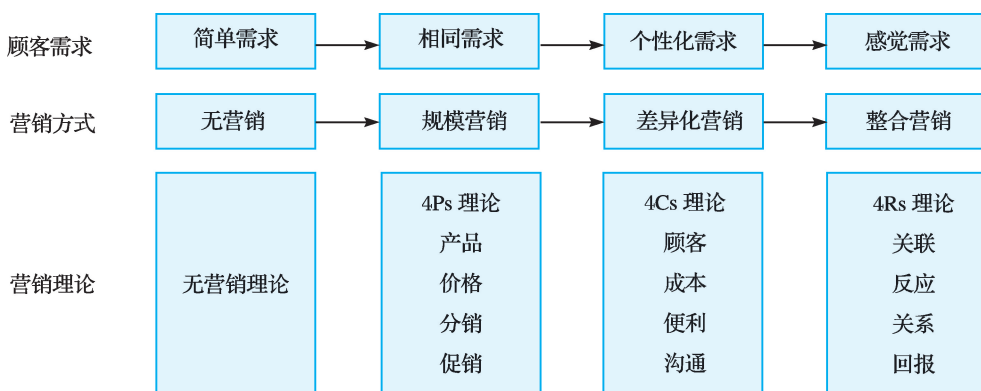 顾客需求
简单需求
相同需求
个性化需求
感觉需求
营销方式
无营销
规模营销
差异化营销
整合营销
营销理论
无营销理论
4Ps 理论
产品
价格
分销
促销
4Cs 理论
顾客
成本
便利
沟通
4Rs 理论
关联
反应
关系
回报